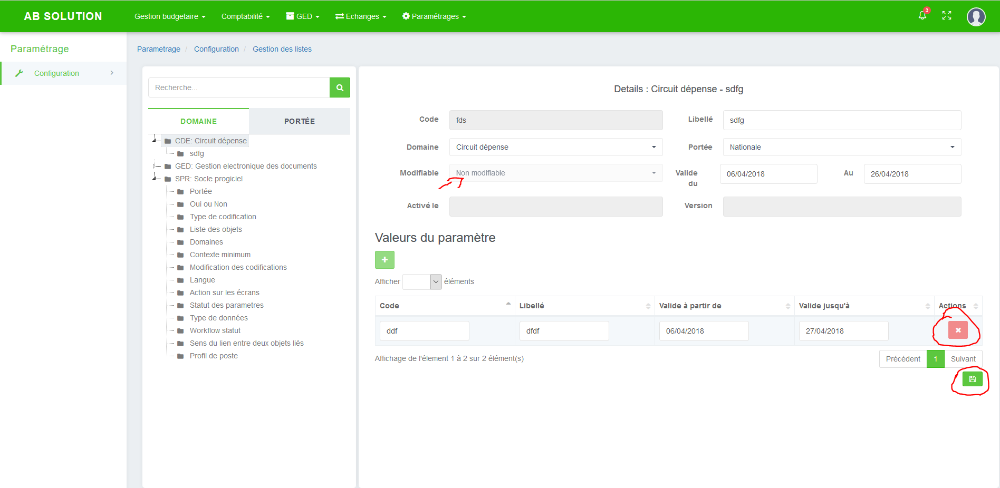 AB SOLUTION
Gestion budgetaire Comptabilité GED Echanges Paramétrages
3
Paramétrage
Configuration
Parametrage / Configuration / Gestion des listes
Recherche...
DOMAINE PORTÉE
CDE: Circuit dépense
sdfg
GED: Gestion electronique des documents
SPR: Socle progiciel
Portée
Oui ou Non
Type de codification
Liste des objets
Domaines
Contexte minimum
Modification des codifications
Langue
Action sur les écrans
Statut des parametres
Type de données
Workflow statut
Sens du lien entre deux objets liés
Profil de poste
Details : Circuit dépense - sdfg
Code fds Libellé sdfg
Domaine Circuit dépense Portée Nationale
Modifiable Non modifiable Valide du 06/04/2018 Au 26/04/2018
Activé le Version
Valeurs du paramètre
Afficher éléments
Code Libellé Valide à partir de Valide jusqu'à Actions
ddf dfdf 06/04/2018 27/04/2018
Affichage de l'élement 1 à 2 sur 2 élément(s)
Précédent 1 Suivant